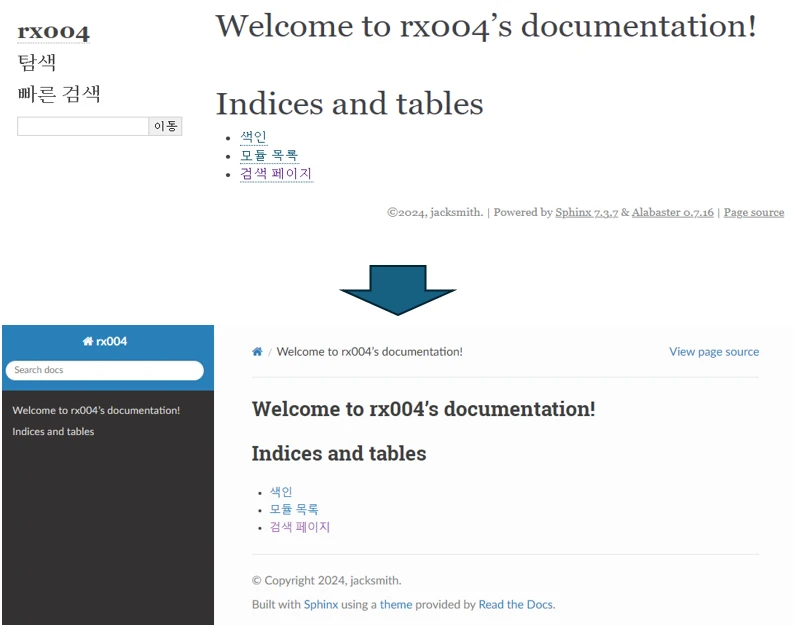 rx004
탐색
빠른 검색
이동
Welcome to rx004’s documentation!
Indices and tables
색인
모듈 목록
검색 페이지
©2024, jacksmith. | Powered by Sphinx 7.3.7 & Alabaster 0.7.16 | Page source
rx004
Search docs
Welcome to rx004’s documentation!
Indices and tables
/ Welcome to rx004’s documentation!
View page source
Welcome to rx004’s documentation!
Indices and tables
색인
모듈 목록
검색 페이지
© Copyright 2024, jacksmith.
Built with Sphinx using a theme provided by Read the Docs.